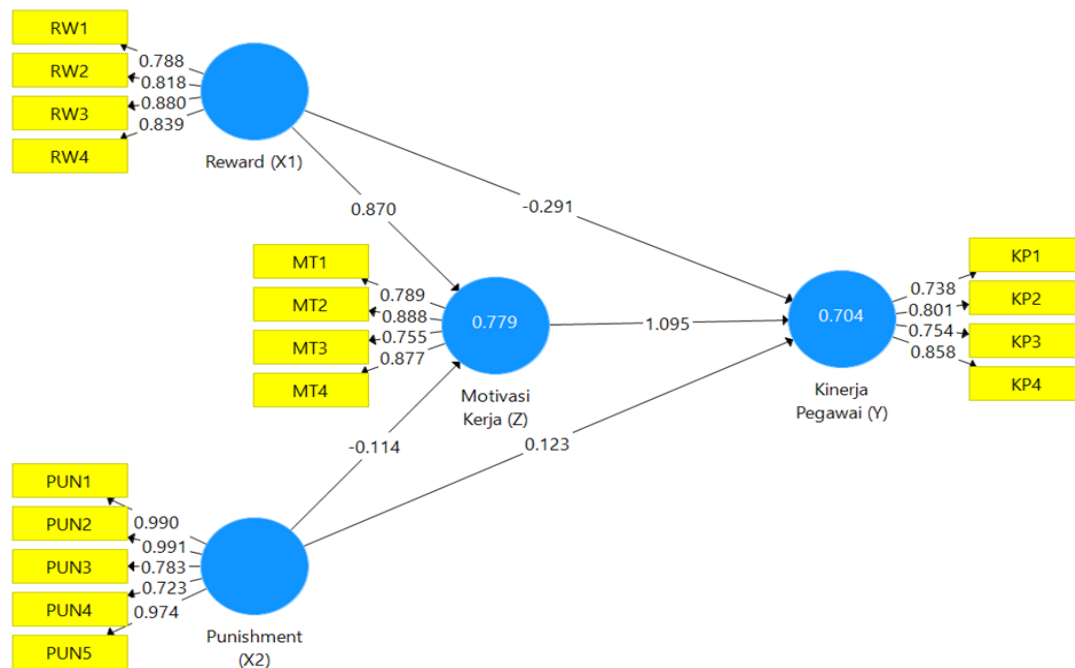 RW1
0.788
RW2
0.818
RW3
0.880
RW4
0.839
Reward (X1)
0.870
-0.291
MT1
0.789
MT2
0.888
MT3
0.755
MT4
0.877
0.779
Motivasi
Kerja (Z)
1.095
0.704
Kinerja
Pegawai (Y)
KP1
0.738
KP2
0.801
KP3
0.754
KP4
0.858
-0.114
0.123
PUN1
0.990
PUN2
0.991
PUN3
0.783
PUN4
0.723
PUN5
0.974
Punishment
(X2)